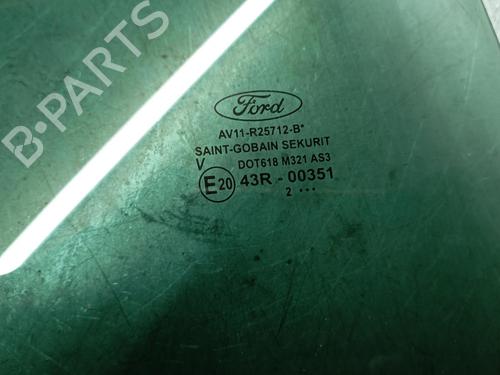 B-PARTS
Ford
AV11-R25712-B*
SAINT-GOBAIN SEKURIT
V DOT618 M321 AS3
E20 43R - 00351
2 ...